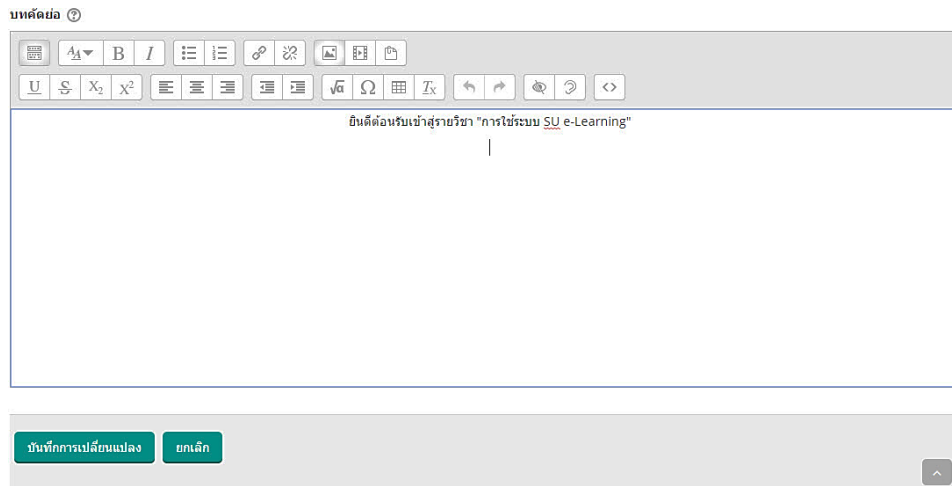 บทคัดย่อ
ยินดีต้อนรับเข้าสู่รายวิชา "การใช้ระบบ SU e-Learning"
บันทึกการเปลี่ยนแปลง ยกเลิก